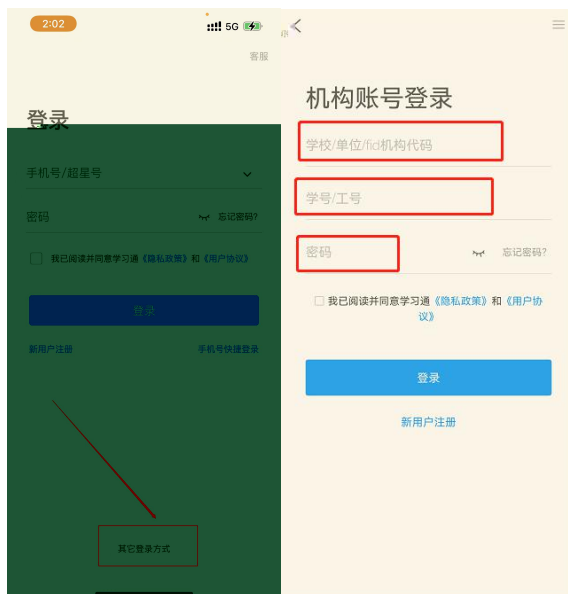 2:02
5G
客服
登录
手机号/超星号
密码
忘记密码?
我已阅读并同意学习通《隐私政策》和《用户协议》
登录
新用户注册
手机号快捷登录
其它登录方式
机构账号登录
学校/单位/fid机构代码
学号/工号
密码
忘记密码?
我已阅读并同意学习通《隐私政策》和《用户协
议》
登录
新用户注册